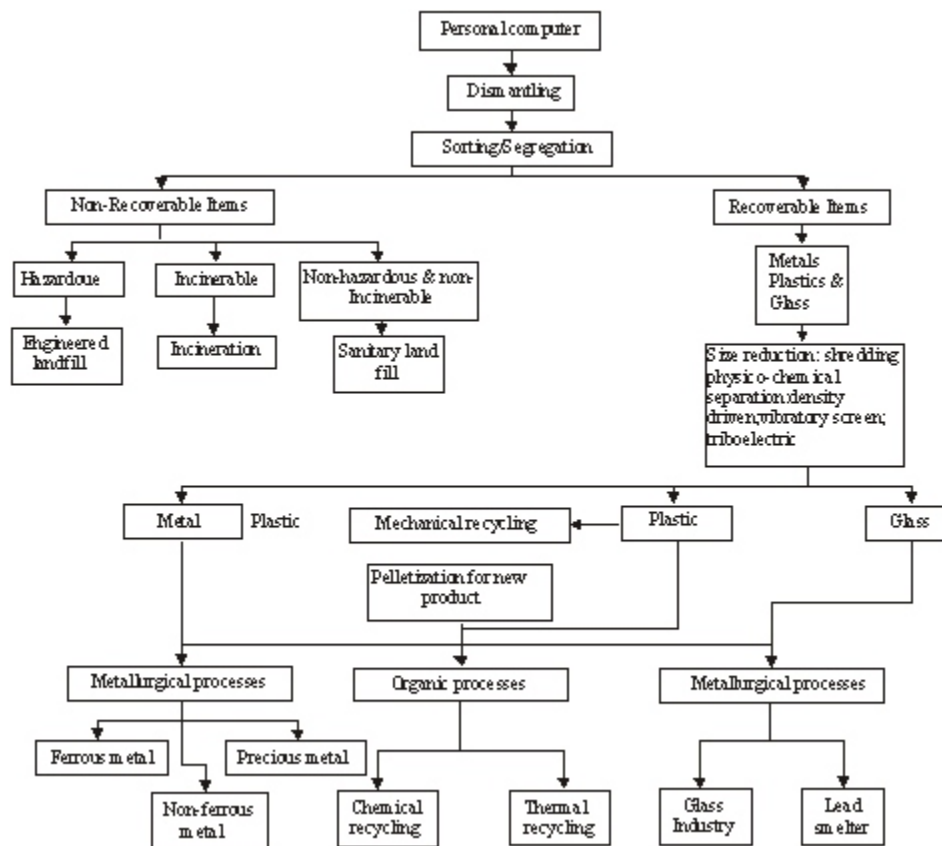 Personal computer
Dismantling
Sorting/Segregation
Non-Recoverable Items
Recoverable Items
Hazardoue
Incinerable
Non-hazardous & non-
Incinerable
Metals
Plastics &
Glass
Engineered
landfill
Incineration
Sanitary land
fill
Size reduction: shredding
physico-chemical
separation:density
driven;vibratory screen;
triboelectric
Metal
Plastic
Mechanical recycling
Plastic
Glass
Pelletization for new
product.
Metallurgical processes
Organic processes
Metallurgical processes
Ferrous metal
Precious metal
Non-ferrous
metal
Chemical
recycling
Thermal
recycling
Glass
Industry
Lead
smelter